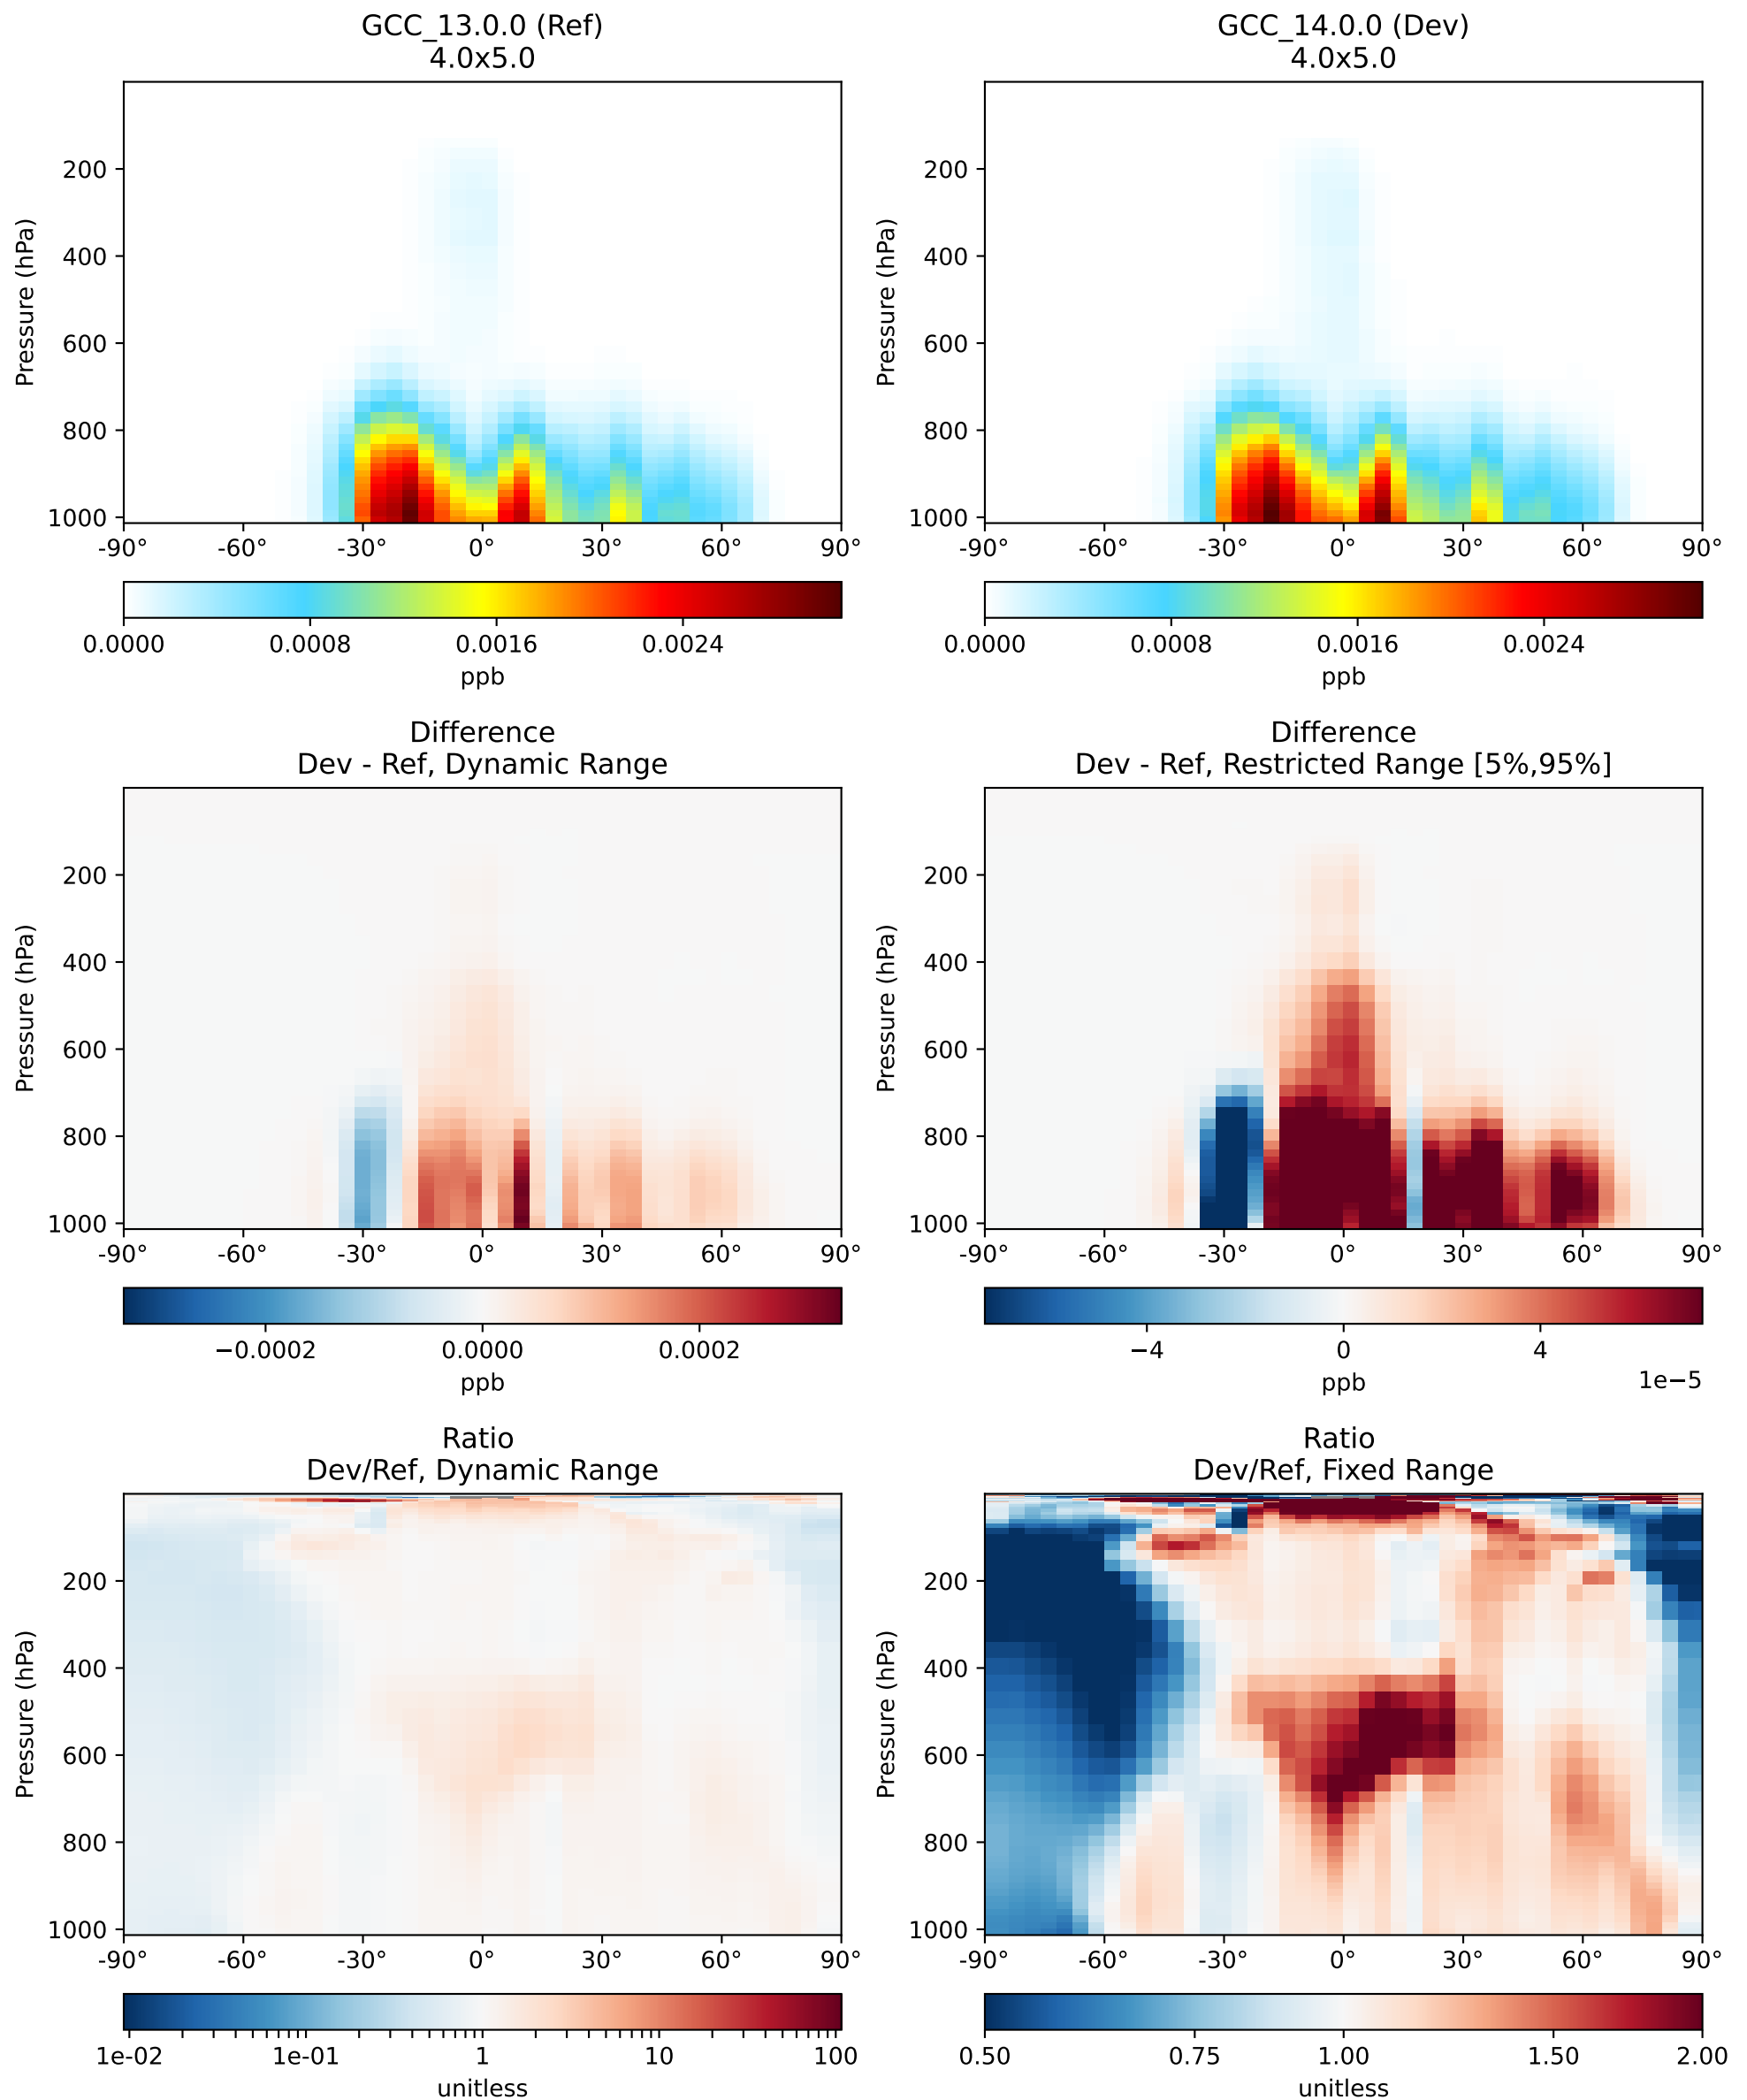 GCC_13.0.0 (Ref)
4.0x5.0
Pressure (hPa)
200
400
600
800
1000
-90° -60° -30° 0° 30° 60° 90°
0.0000 0.0008 0.0016 0.0024
ppb
GCC_14.0.0 (Dev)
4.0x5.0
Pressure (hPa)
200
400
600
800
1000
-90° -60° -30° 0° 30° 60° 90°
0.0000 0.0008 0.0016 0.0024
ppb
Difference
Dev - Ref, Dynamic Range
Pressure (hPa)
200
400
600
800
1000
-90° -60° -30° 0° 30° 60° 90°
−0.0002 0.0000 0.0002
ppb
Difference
Dev - Ref, Restricted Range [5%,95%]
Pressure (hPa)
200
400
600
800
1000
-90° -60° -30° 0° 30° 60° 90°
−4 0 4
ppb
1e−5
Ratio
Dev/Ref, Dynamic Range
Pressure (hPa)
200
400
600
800
1000
-90° -60° -30° 0° 30° 60° 90°
1e-02 1e-01 1 10 100
unitless
Ratio
Dev/Ref, Fixed Range
Pressure (hPa)
200
400
600
800
1000
-90° -60° -30° 0° 30° 60° 90°
0.50 0.75 1.00 1.50 2.00
unitless